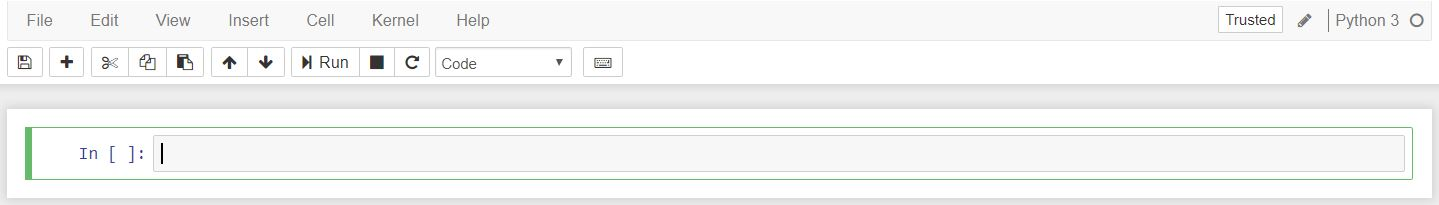 File Edit View Insert Cell Kernel Help Trusted Python 3
Run Code
In [ ]: